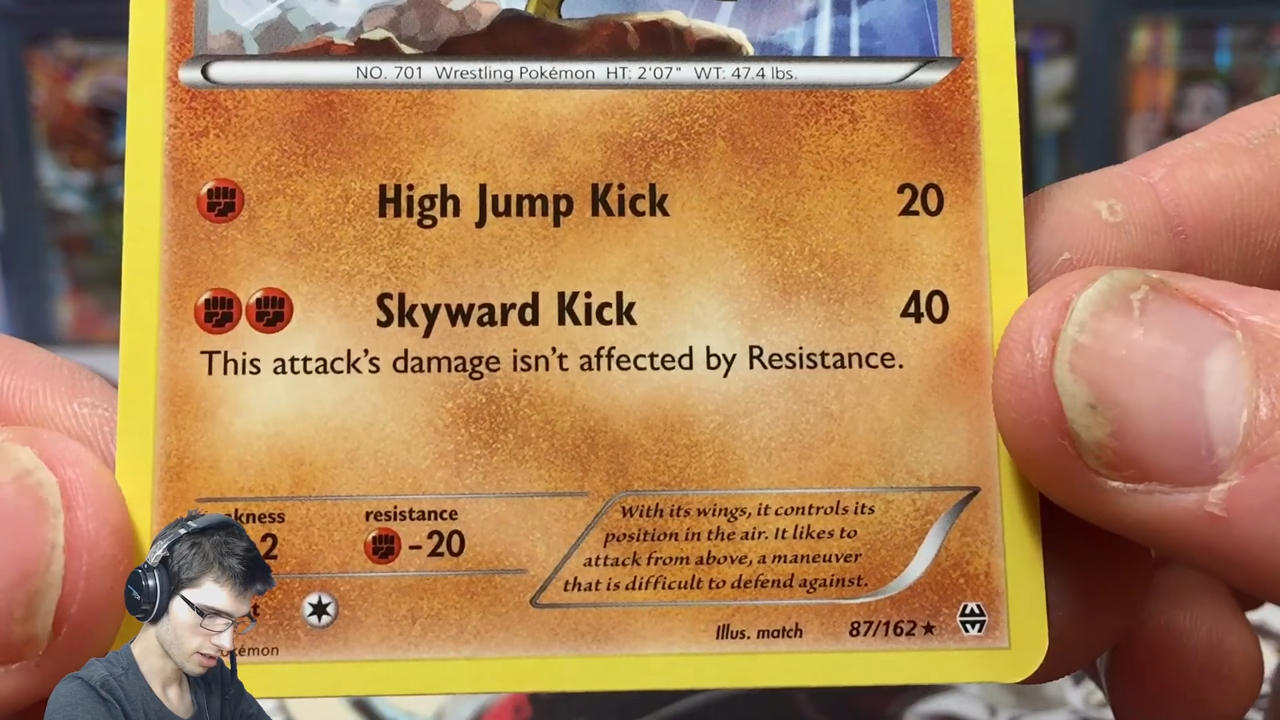 NO. 701 Wrestling Pokémon HT: 2'07" WT: 47.4 lbs.
High Jump Kick 20
Skyward Kick 40
This attack's damage isn't affected by Resistance.
resistance
-20
2
With its wings, it controls its
position in the air. It likes to
attack from above, a maneuver
that is difficult to defend against.
Illus. match 87/162